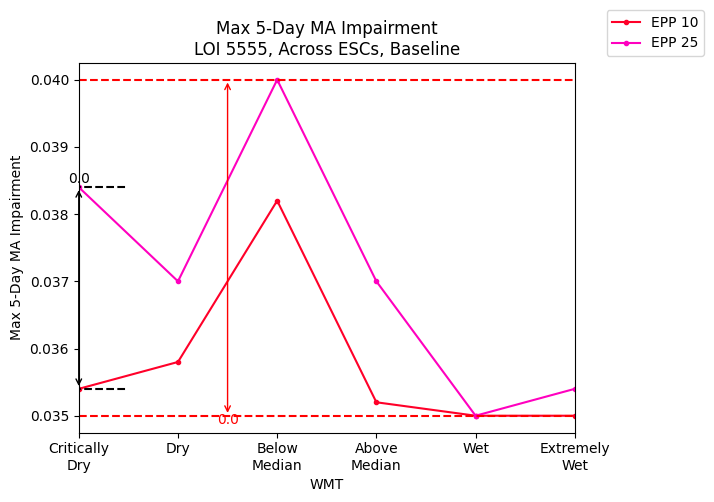 Max 5-Day MA Impairment
LOI 5555, Across ESCs, Baseline
EPP 10
EPP 25
Max 5-Day MA Impairment
0.040
0.039
0.038
0.037
0.036
0.035
0.0
0.0
Critically
Dry
Dry
Below
Median
Above
Median
Wet
Extremely
Wet
WMT